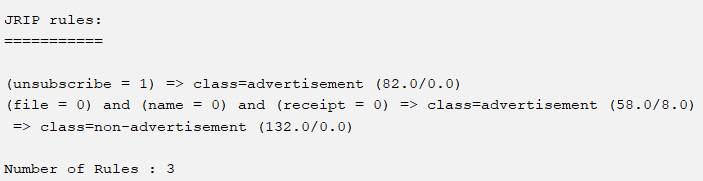 JRIP rules:
===========
(unsubscribe = 1) => class=advertisement (82.0/0.0)
(file = 0) and (name = 0) and (receipt = 0) => class=advertisement (58.0/8.0)
 => class=non-advertisement (132.0/0.0)
Number of Rules : 3